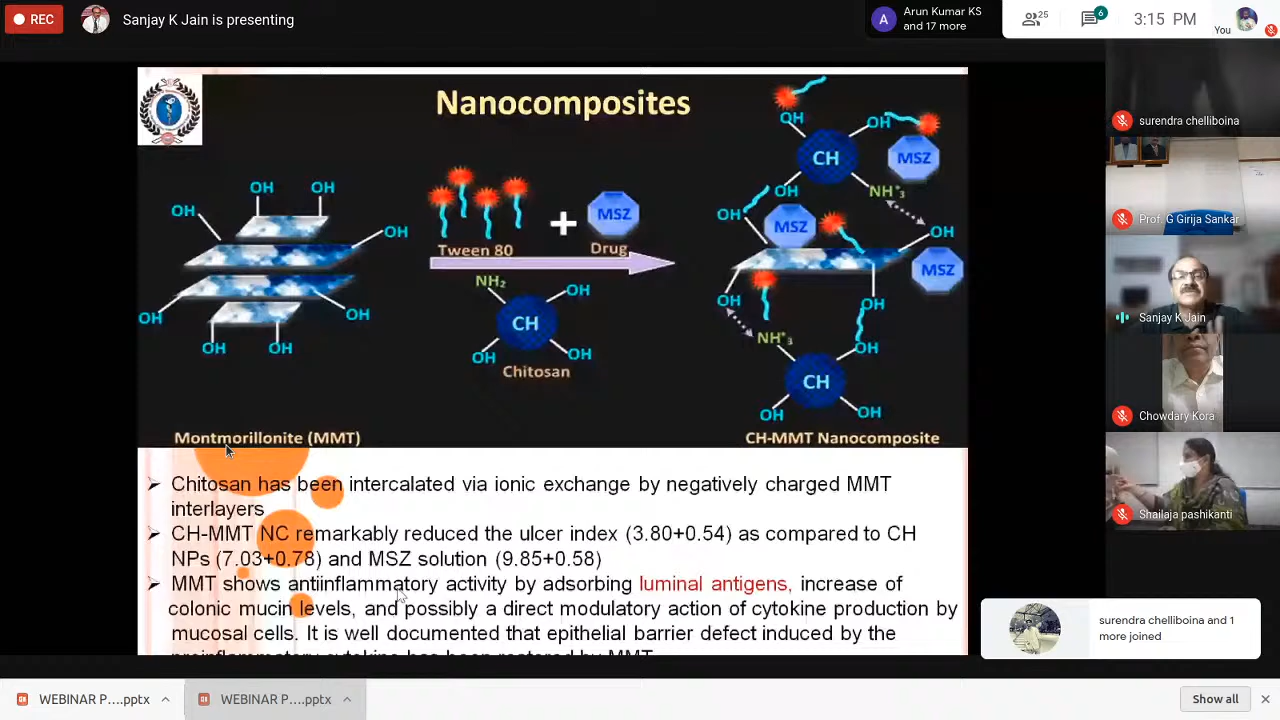 REC
Sanjay K Jain is presenting
A
Arun Kumar KS
and 17 more
25
6
3:15 PM
You
Nanocomposites
OH
OH
OH
OH
OH
OH
OH
OH
Montmorillonite (MMT)
Tween 80
+
MSZ
Drug
NH₂
OH
CH
OH
OH
Chitosan
OH
OH
CH
MSZ
OH
NH⁺₃
OH
MSZ
OH
MSZ
OH
OH
NH⁺₃
OH
CH
OH
OH
CH-MMT Nanocomposite
➢ Chitosan has been intercalated via ionic exchange by negatively charged MMT
interlayers
➢ CH-MMT NC remarkably reduced the ulcer index (3.80+0.54) as compared to CH
NPs (7.03+0.78) and MSZ solution (9.85+0.58)
➢ MMT shows antiinflammatory activity by adsorbing luminal antigens, increase of
colonic mucin levels, and possibly a direct modulatory action of cytokine production by
mucosal cells. It is well documented that epithelial barrier defect induced by the
proinflammatory cytokine has been restored by MMT
surendra chelliboina
Prof. G Girija Sankar
Sanjay K Jain
Chowdary Kora
Shailaja pashikanti
surendra chelliboina and 1
more joined
WEBINAR P....pptx
WEBINAR P....pptx
Show all